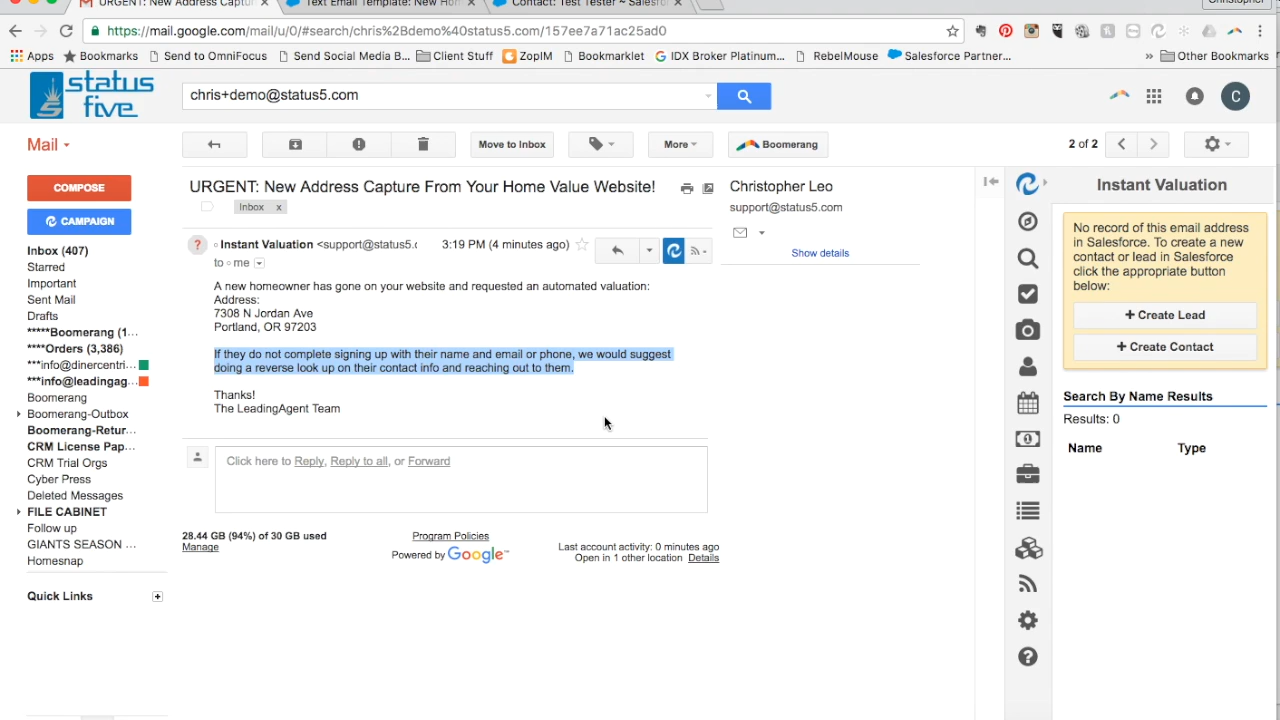 URGENT: New Address Captur
Text Email Template: New Hom
Contact: Test Tester ~ Salesfor
Christopher
https://mail.google.com/mail/u/0/#search/chris%2Bdemo%40status5.com/157ee7a71ac25ad0
Apps
Bookmarks
Send to OmniFocus
Send Social Media B...
Client Stuff
ZopIM
Bookmarklet
IDX Broker Platinum...
RebelMouse
Salesforce Partner...
»
Other Bookmarks
status
five
chris+demo@status5.com
C
Mail
Move to Inbox
More
Boomerang
2 of 2
COMPOSE
CAMPAIGN
Inbox (407)
Starred
Important
Sent Mail
Drafts
*****Boomerang (1...
****Orders (3,386)
***info@dinercentri...
***info@leadingag...
Boomerang
Boomerang-Outbox
Boomerang-Retur...
CRM License Pap...
CRM Trial Orgs
Cyber Press
Deleted Messages
FILE CABINET
Follow up
GIANTS SEASON ...
Homesnap
Quick Links
URGENT: New Address Capture From Your Home Value Website!
Inbox x
Instant Valuation <support@status5.c
3:19 PM (4 minutes ago)
to me
A new homeowner has gone on your website and requested an automated valuation:
Address:
7308 N Jordan Ave
Portland, OR 97203
If they do not complete signing up with their name and email or phone, we would suggest
doing a reverse look up on their contact info and reaching out to them.
Thanks!
The LeadingAgent Team
Click here to Reply, Reply to all, or Forward
28.44 GB (94%) of 30 GB used
Manage
Program Policies
Powered by Google™
Last account activity: 0 minutes ago
Open in 1 other location Details
Christopher Leo
support@status5.com
Show details
Instant Valuation
No record of this email address
in Salesforce. To create a new
contact or lead in Salesforce
click the appropriate button
below:
+ Create Lead
+ Create Contact
Search By Name Results
Results: 0
Name Type